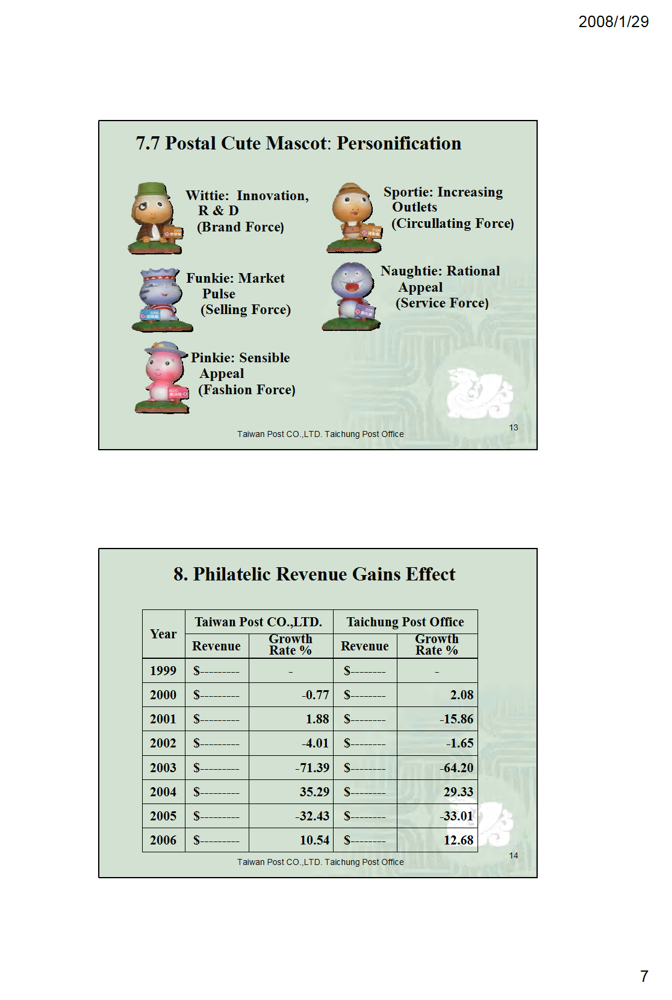 2008/1/29
7.7 Postal Cute Mascot: Personification
Wittie:  Innovation,
R & D
(Brand Force)
Sportie: Increasing
Outlets
(Circullating Force)
Funkie: Market
Pulse
(Selling Force)
Naughtie: Rational
Appeal
(Service Force)
Pinkie: Sensible
Appeal
(Fashion Force)
13
Taiwan Post CO.,LTD. Taichung Post Office
8. Philatelic Revenue Gains Effect
Year Taiwan Post CO.,LTD. Taichung Post Office
Revenue Growth Rate % Revenue Growth Rate %
1999 $--------- - $-------- -
2000 $--------- -0.77 $-------- 2.08
2001 $--------- 1.88 $-------- -15.86
2002 $--------- -4.01 $-------- -1.65
2003 $--------- -71.39 $-------- -64.20
2004 $--------- 35.29 $-------- 29.33
2005 $--------- -32.43 $-------- -33.01
2006 $--------- 10.54 $-------- 12.68
14
Taiwan Post CO.,LTD. Taichung Post Office
7